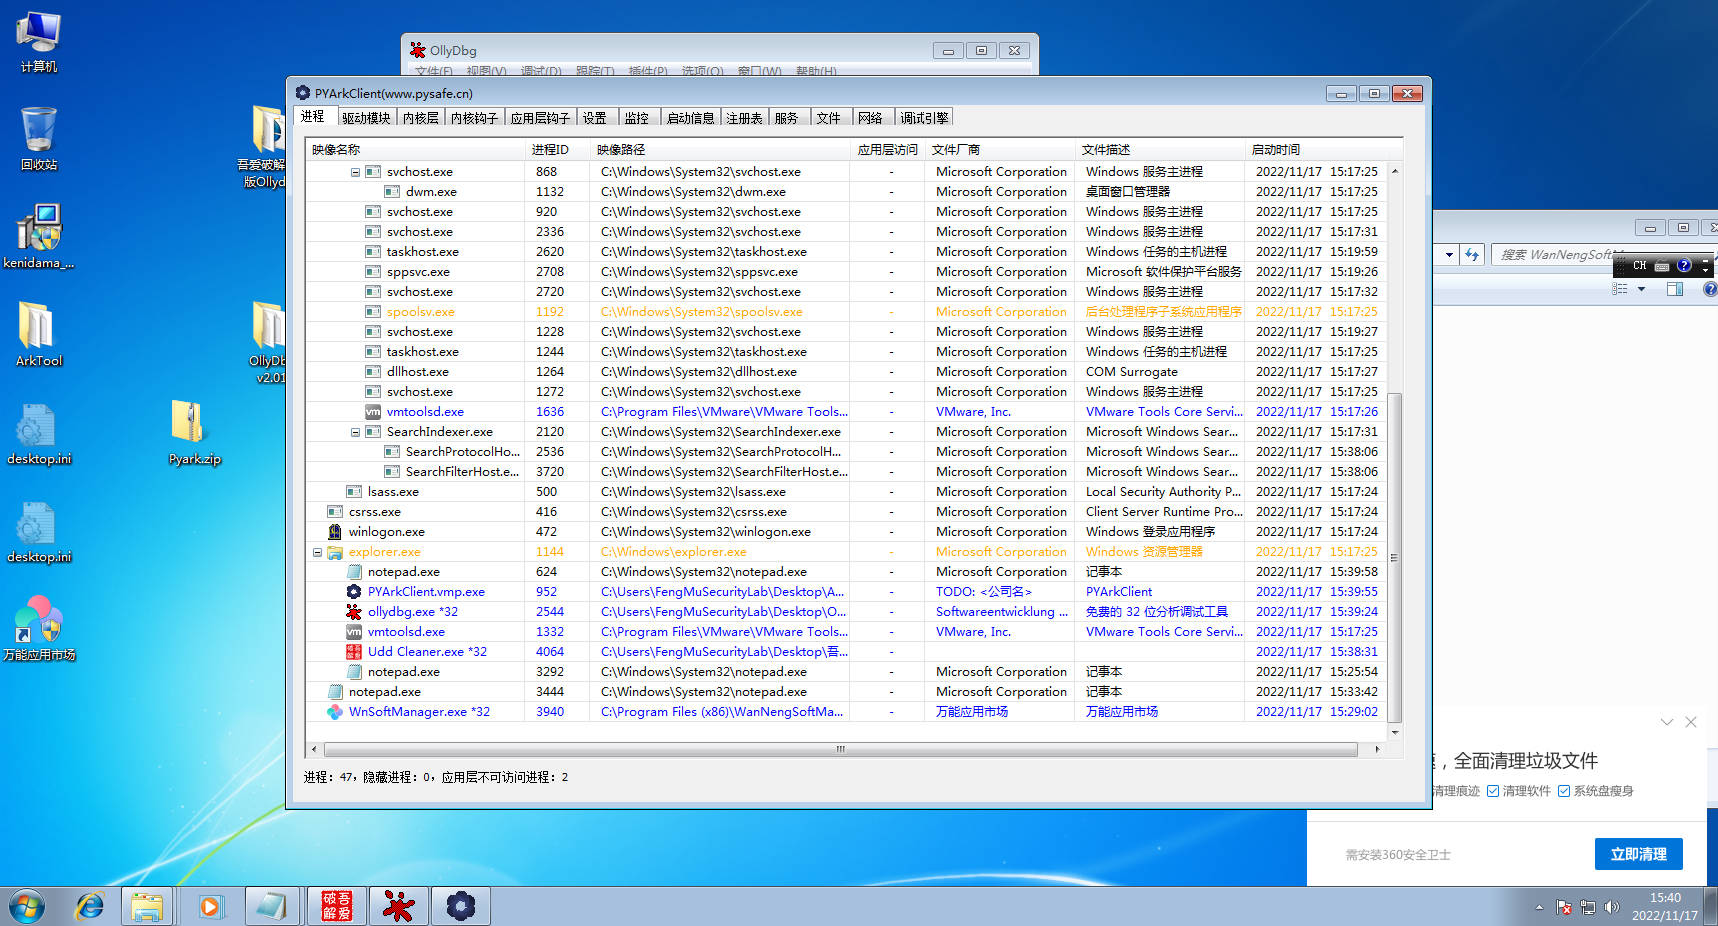 计算机
回收站
kenidama_...
ArkTool
desktop.ini
desktop.ini
万能应用市场
吾爱破解
版Ollyd
OllyDb
v2.01
Pyark.zip
OllyDbg
文件(F) 视图(V) 调试(D) 跟踪(T) 插件(P) 选项(O) 窗口(W) 帮助(H)
PYArkClient(www.pysafe.cn)
进程 驱动模块 内核层 内核钩子 应用层钩子 设置 监控 启动信息 注册表 服务 文件 网络 调试引擎
映像名称 进程ID 映像路径 应用层访问 文件厂商 文件描述 启动时间
svchost.exe 868 C:\Windows\System32\svchost.exe - Microsoft Corporation Windows 服务主进程 2022/11/17 15:17:25
dwm.exe 1132 C:\Windows\System32\dwm.exe - Microsoft Corporation 桌面窗口管理器 2022/11/17 15:17:25
svchost.exe 920 C:\Windows\System32\svchost.exe - Microsoft Corporation Windows 服务主进程 2022/11/17 15:17:25
svchost.exe 2336 C:\Windows\System32\svchost.exe - Microsoft Corporation Windows 服务主进程 2022/11/17 15:17:31
taskhost.exe 2620 C:\Windows\System32\taskhost.exe - Microsoft Corporation Windows 任务的主机进程 2022/11/17 15:19:59
sppsvc.exe 2708 C:\Windows\System32\sppsvc.exe - Microsoft Corporation Microsoft 软件保护平台服务 2022/11/17 15:19:26
svchost.exe 2720 C:\Windows\System32\svchost.exe - Microsoft Corporation Windows 服务主进程 2022/11/17 15:17:32
spoolsv.exe 1192 C:\Windows\System32\spoolsv.exe - Microsoft Corporation 后台处理程序子系统应用程序 2022/11/17 15:17:25
svchost.exe 1228 C:\Windows\System32\svchost.exe - Microsoft Corporation Windows 服务主进程 2022/11/17 15:19:27
taskhost.exe 1244 C:\Windows\System32\taskhost.exe - Microsoft Corporation Windows 任务的主机进程 2022/11/17 15:17:25
dllhost.exe 1264 C:\Windows\System32\dllhost.exe - Microsoft Corporation COM Surrogate 2022/11/17 15:17:27
svchost.exe 1272 C:\Windows\System32\svchost.exe - Microsoft Corporation Windows 服务主进程 2022/11/17 15:17:25
vmtoolsd.exe 1636 C:\Program Files\VMware\VMware Tools... - VMware, Inc. VMware Tools Core Servi... 2022/11/17 15:17:26
SearchIndexer.exe 2120 C:\Windows\System32\SearchIndexer.exe - Microsoft Corporation Microsoft Windows Sear... 2022/11/17 15:17:31
SearchProtocolHo... 2536 C:\Windows\System32\SearchProtocolH... - Microsoft Corporation Microsoft Windows Sear... 2022/11/17 15:38:06
SearchFilterHost.e... 3720 C:\Windows\System32\SearchFilterHost.e... - Microsoft Corporation Microsoft Windows Sear... 2022/11/17 15:38:06
lsass.exe 500 C:\Windows\System32\lsass.exe - Microsoft Corporation Local Security Authority P... 2022/11/17 15:17:24
csrss.exe 416 C:\Windows\System32\csrss.exe - Microsoft Corporation Client Server Runtime Pro... 2022/11/17 15:17:24
winlogon.exe 472 C:\Windows\System32\winlogon.exe - Microsoft Corporation Windows 登录应用程序 2022/11/17 15:17:24
explorer.exe 1144 C:\Windows\explorer.exe - Microsoft Corporation Windows 资源管理器 2022/11/17 15:17:25
notepad.exe 624 C:\Windows\System32\notepad.exe - Microsoft Corporation 记事本 2022/11/17 15:39:58
PYArkClient.vmp.exe 952 C:\Users\FengMuSecurityLab\Desktop\A... - TODO: <公司名> PYArkClient 2022/11/17 15:39:55
ollydbg.exe *32 2544 C:\Users\FengMuSecurityLab\Desktop\O... - Softwareentwicklung ... 免费的 32 位分析调试工具 2022/11/17 15:39:24
vmtoolsd.exe 1332 C:\Program Files\VMware\VMware Tools... - VMware, Inc. VMware Tools Core Servi... 2022/11/17 15:17:25
Udd Cleaner.exe *32 4064 C:\Users\FengMuSecurityLab\Desktop\吾... - 2022/11/17 15:38:31
notepad.exe 3292 C:\Windows\System32\notepad.exe - Microsoft Corporation 记事本 2022/11/17 15:25:54
notepad.exe 3444 C:\Windows\System32\notepad.exe - Microsoft Corporation 记事本 2022/11/17 15:33:42
WnSoftManager.exe *32 3940 C:\Program Files (x86)\WanNengSoftMa... - 万能应用市场 万能应用市场 2022/11/17 15:29:02
进程：47，隐藏进程：0，应用层不可访问进程：2
搜索 WanNengSoftM
CH
，全面清理垃圾文件
清理痕迹 清理软件 系统盘瘦身
需安装360安全卫士
立即清理
vm
vm
吾爱破解
15:40
2022/11/17